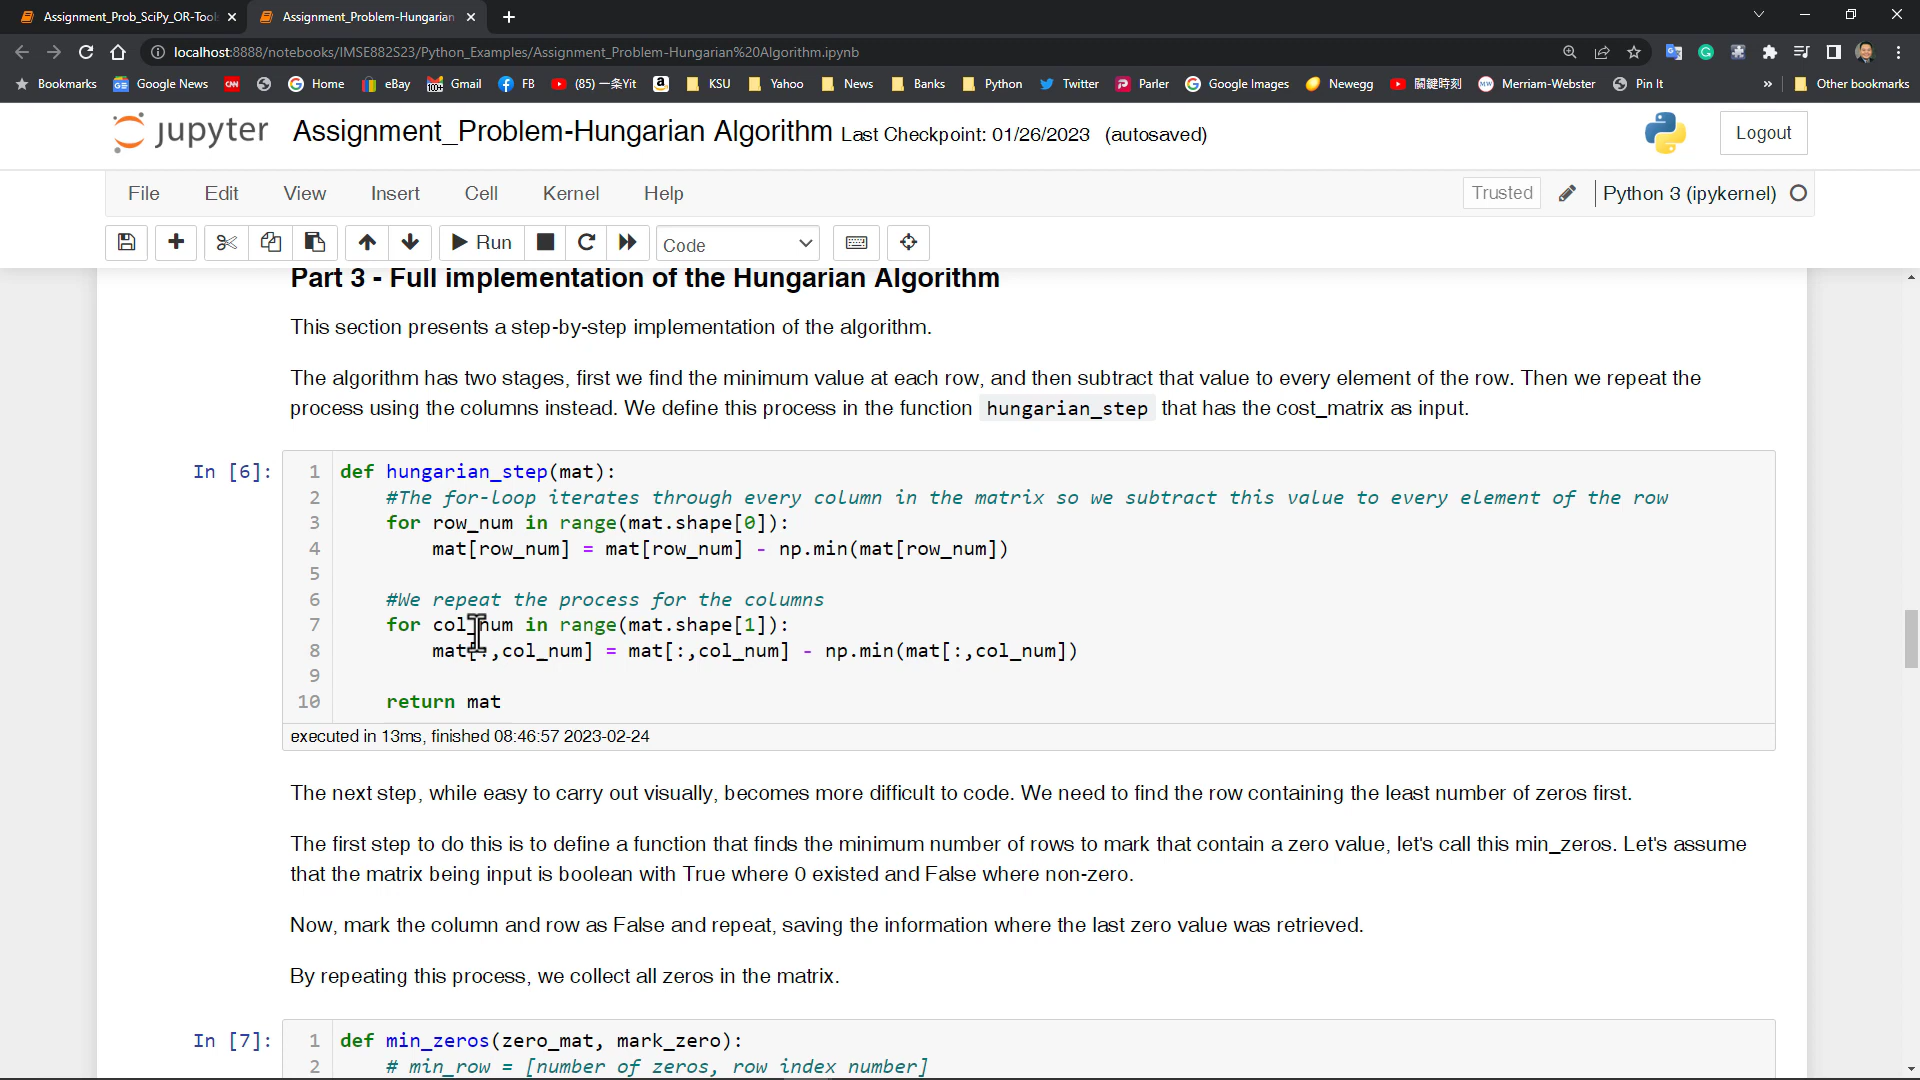 Assignment_Prob_SciPy_OR-Tool
Assignment_Problem-Hungarian
localhost:8888/notebooks/IMSE882S23/Python_Examples/Assignment_Problem-Hungarian%20Algorithm.ipynb
Bookmarks Google News CNN Home eBay Gmail FB (85) 一条Yit KSU Yahoo News Banks Python Twitter Parler Google Images Newegg 關鍵時刻 Merriam-Webster Pin It » Other bookmarks
jupyter Assignment_Problem-Hungarian Algorithm Last Checkpoint: 01/26/2023 (autosaved) Logout
File Edit View Insert Cell Kernel Help Trusted Python 3 (ipykernel)
Run Code
Part 3 - Full implementation of the Hungarian Algorithm
This section presents a step-by-step implementation of the algorithm.
The algorithm has two stages, first we find the minimum value at each row, and then subtract that value to every element of the row. Then we repeat the
process using the columns instead. We define this process in the function hungarian_step that has the cost_matrix as input.
In [6]: 1 def hungarian_step(mat):
2 #The for-loop iterates through every column in the matrix so we subtract this value to every element of the row
3 for row_num in range(mat.shape[0]):
4 mat[row_num] = mat[row_num] - np.min(mat[row_num])
5
6 #We repeat the process for the columns
7 for col_num in range(mat.shape[1]):
8 mat[:,col_num] = mat[:,col_num] - np.min(mat[:,col_num])
9
10 return mat
executed in 13ms, finished 08:46:57 2023-02-24
The next step, while easy to carry out visually, becomes more difficult to code. We need to find the row containing the least number of zeros first.
The first step to do this is to define a function that finds the minimum number of rows to mark that contain a zero value, let's call this min_zeros. Let's assume
that the matrix being input is boolean with True where 0 existed and False where non-zero.
Now, mark the column and row as False and repeat, saving the information where the last zero value was retrieved.
By repeating this process, we collect all zeros in the matrix.
In [7]: 1 def min_zeros(zero_mat, mark_zero):
2 # min_row = [number of zeros, row index number]